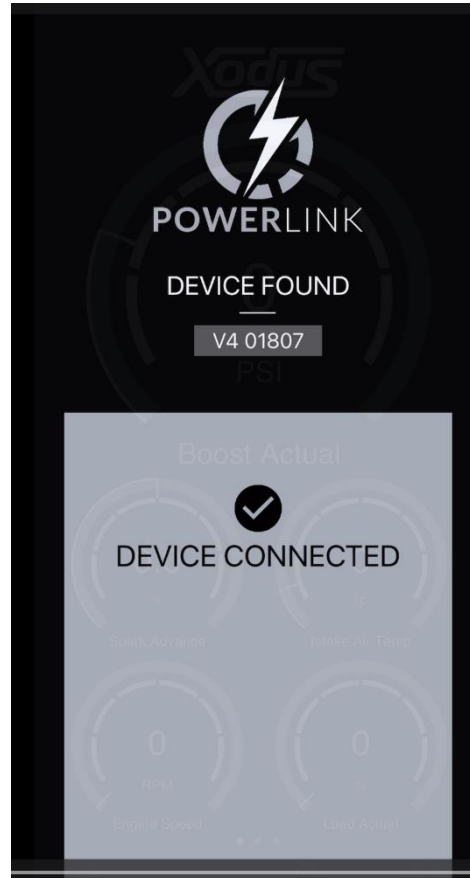 Xodus
POWERLINK
DEVICE FOUND
V4 01807
PSI
Boost Actual
DEVICE CONNECTED
Spark Advance
Intake Air Temp
0
0
RPM
Engine Speed
Load Actual